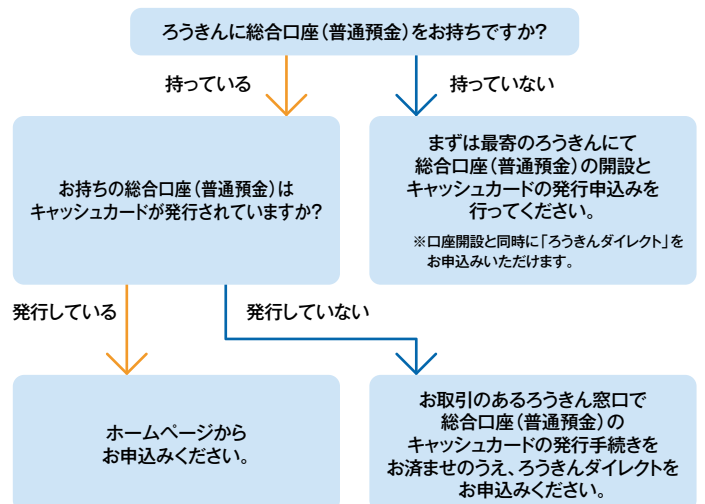 ろうきんに総合口座（普通預金）をお持ちですか？
持っている
持っていない
お持ちの総合口座（普通預金）は
キャッシュカードが発行されていますか？
まずは最寄のろうきんにて
総合口座（普通預金）の開設と
キャッシュカードの発行申込みを
行ってください。
※口座開設と同時に「ろうきんダイレクト」を
お申込みいただけます。
発行している
発行していない
ホームページから
お申込みください。
お取引のあるろうきん窓口で
総合口座（普通預金）の
キャッシュカードの発行手続きを
お済ませのうえ、ろうきんダイレクトを
お申込みください。